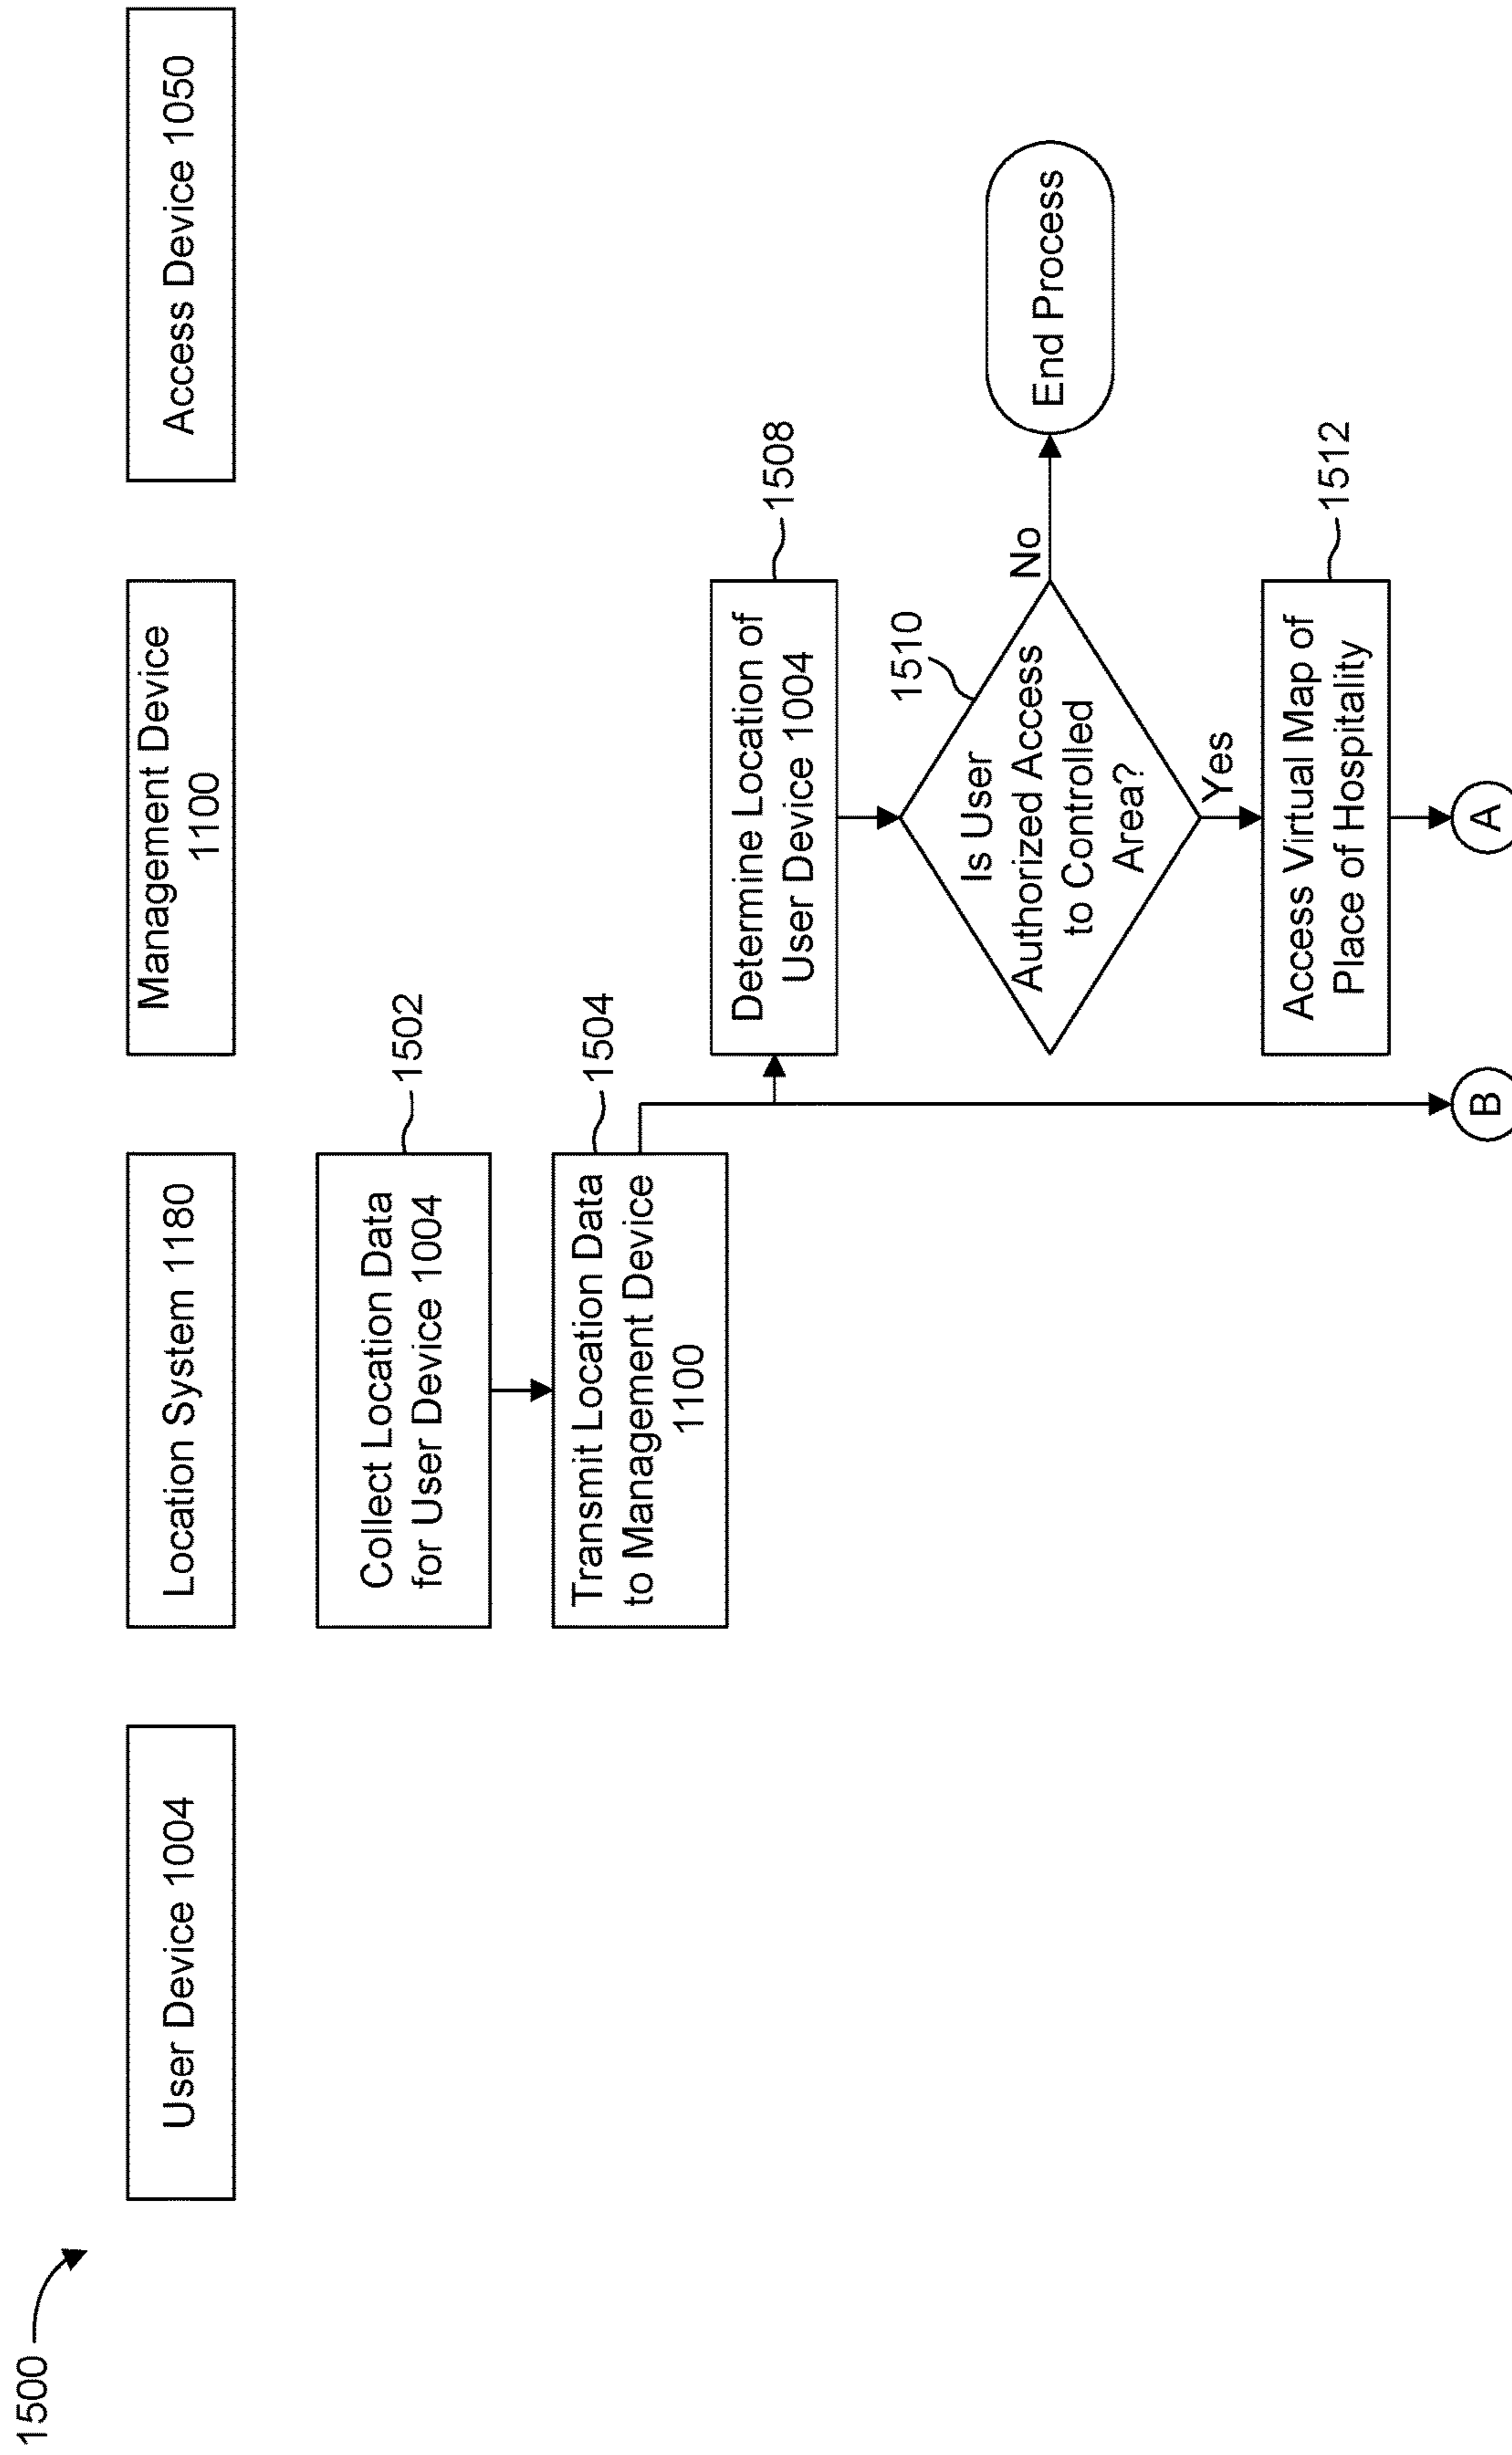 1500
User Device 1004
Location System 1180
Management Device
1100
Access Device 1050
Collect Location Data
for User Device 1004
1502
Transmit Location Data
to Management Device
1100
1504
Determine Location of
User Device 1004
1508
1510
Is User
Authorized Access
to Controlled
Area?
No
End Process
Yes
Access Virtual Map of
Place of Hospitality
1512
B
A